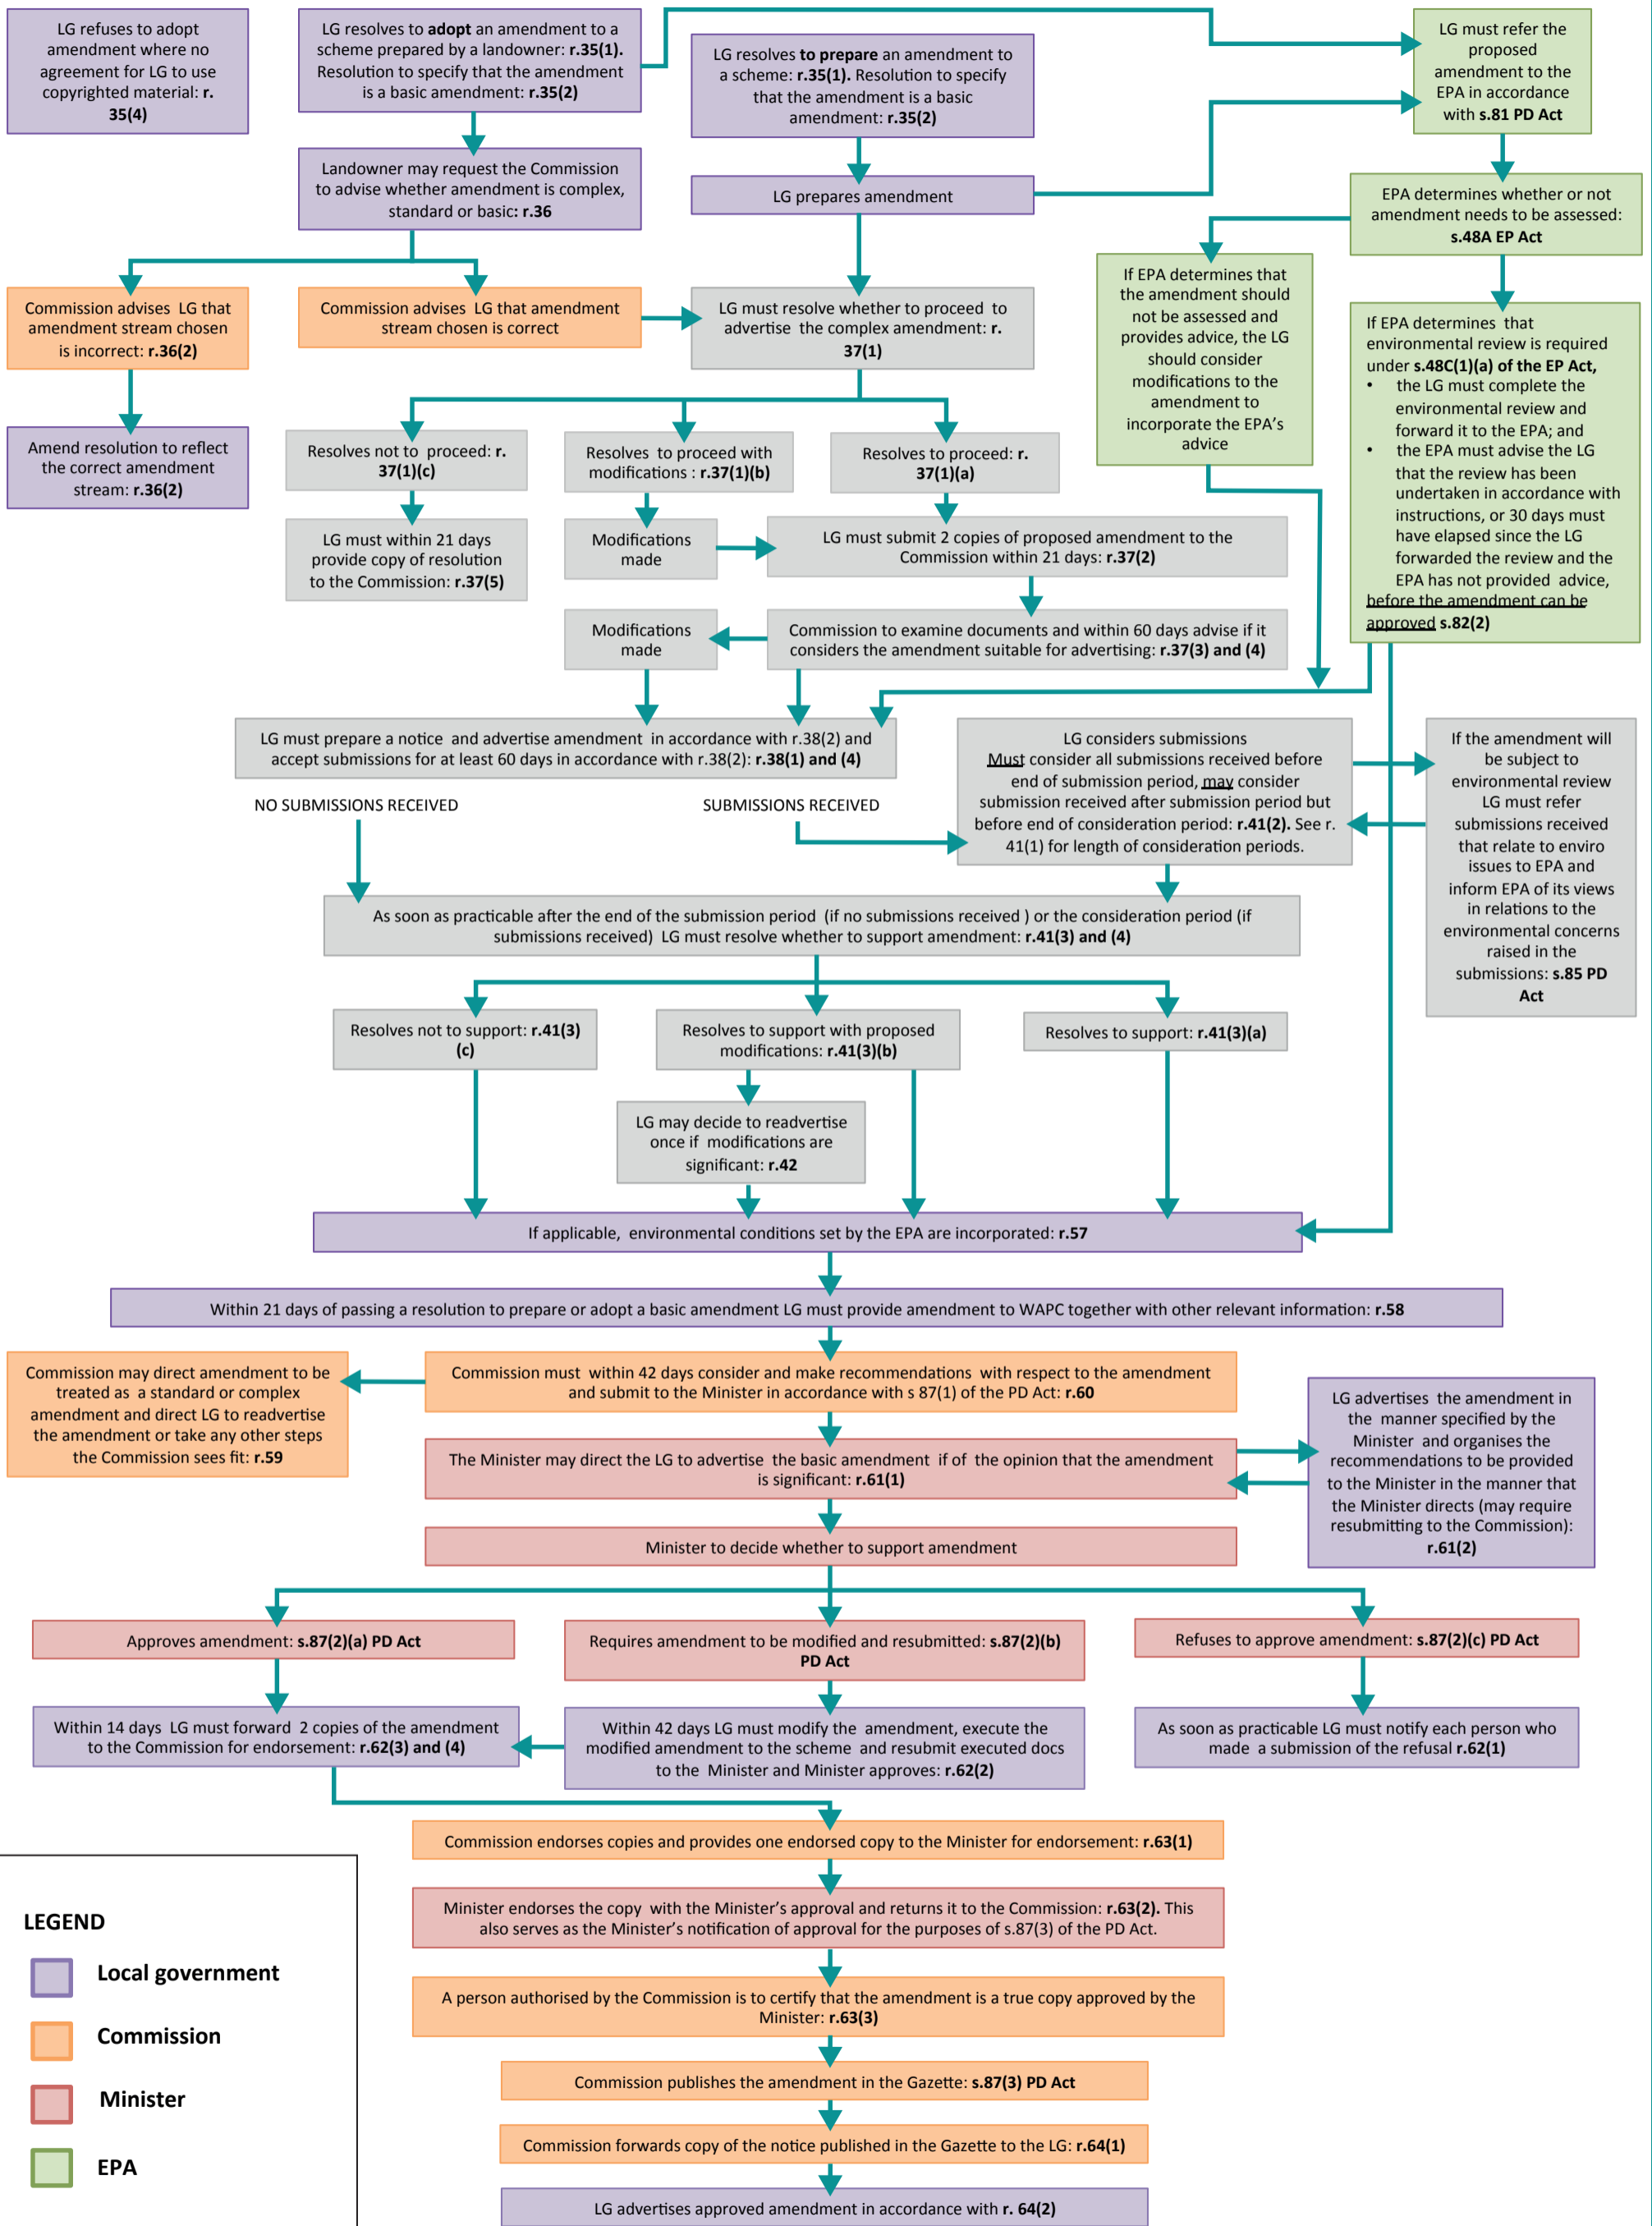 LG refuses to adopt
amendment where no
agreement for LG to use
copyrighted material: r.
35(4)
LG resolves to adopt an amendment to a
scheme prepared by a landowner: r.35(1).
Resolution to specify that the amendment
is a basic amendment: r.35(2)
LG resolves to prepare an amendment to
a scheme: r.35(1). Resolution to specify
that the amendment is a basic
amendment: r.35(2)
LG must refer the
proposed
amendment to the
EPA in accordance
with s.81 PD Act
Landowner may request the Commission
to advise whether amendment is complex,
standard or basic: r.36
LG prepares amendment
EPA determines whether or not
amendment needs to be assessed:
s.48A EP Act
Commission advises LG that
amendment stream chosen
is incorrect: r.36(2)
Commission advises LG that amendment
stream chosen is correct
LG must resolve whether to proceed to
advertise the complex amendment: r.
37(1)
If EPA determines that
the amendment should
not be assessed and
provides advice, the LG
should consider
modifications to the
amendment to
incorporate the EPA's
advice
If EPA determines that
environmental review is required
under s.48C(1)(a) of the EP Act,
• the LG must complete the
environmental review and
forward it to the EPA; and
• the EPA must advise the LG
that the review has been
undertaken in accordance with
instructions, or 30 days must
have elapsed since the LG
forwarded the review and the
EPA has not provided advice,
before the amendment can be
approved s.82(2)
Amend resolution to reflect
the correct amendment
stream: r.36(2)
Resolves not to proceed: r.
37(1)(c)
Resolves to proceed with
modifications : r.37(1)(b)
Resolves to proceed: r.
37(1)(a)
LG must within 21 days
provide copy of resolution
to the Commission: r.37(5)
Modifications
made
LG must submit 2 copies of proposed amendment to the
Commission within 21 days: r.37(2)
Modifications
made
Commission to examine documents and within 60 days advise if it
considers the amendment suitable for advertising: r.37(3) and (4)
LG must prepare a notice and advertise amendment in accordance with r.38(2) and
accept submissions for at least 60 days in accordance with r.38(2): r.38(1) and (4)
LG considers submissions
Must consider all submissions received before
end of submission period, may consider
submission received after submission period but
before end of consideration period: r.41(2). See r.
41(1) for length of consideration periods.
If the amendment will
be subject to
environmental review
LG must refer
submissions received
that relate to enviro
issues to EPA and
inform EPA of its views
in relations to the
environmental concerns
raised in the
submissions: s.85 PD
Act
NO SUBMISSIONS RECEIVED
SUBMISSIONS RECEIVED
As soon as practicable after the end of the submission period (if no submissions received ) or the consideration period (if
submissions received) LG must resolve whether to support amendment: r.41(3) and (4)
Resolves not to support: r.41(3)
(c)
Resolves to support with proposed
modifications: r.41(3)(b)
Resolves to support: r.41(3)(a)
LG may decide to readvertise
once if modifications are
significant: r.42
If applicable, environmental conditions set by the EPA are incorporated: r.57
Within 21 days of passing a resolution to prepare or adopt a basic amendment LG must provide amendment to WAPC together with other relevant information: r.58
Commission may direct amendment to be
treated as a standard or complex
amendment and direct LG to readvertise
the amendment or take any other steps
the Commission sees fit: r.59
Commission must within 42 days consider and make recommendations with respect to the amendment
and submit to the Minister in accordance with s 87(1) of the PD Act: r.60
The Minister may direct the LG to advertise the basic amendment if of the opinion that the amendment
is significant: r.61(1)
LG advertises the amendment in
the manner specified by the
Minister and organises the
recommendations to be provided
to the Minister in the manner that
the Minister directs (may require
resubmitting to the Commission):
r.61(2)
Minister to decide whether to support amendment
Approves amendment: s.87(2)(a) PD Act
Requires amendment to be modified and resubmitted: s.87(2)(b)
PD Act
Refuses to approve amendment: s.87(2)(c) PD Act
Within 14 days LG must forward 2 copies of the amendment
to the Commission for endorsement: r.62(3) and (4)
Within 42 days LG must modify the amendment, execute the
modified amendment to the scheme and resubmit executed docs
to the Minister and Minister approves: r.62(2)
As soon as practicable LG must notify each person who
made a submission of the refusal r.62(1)
Commission endorses copies and provides one endorsed copy to the Minister for endorsement: r.63(1)
Minister endorses the copy with the Minister's approval and returns it to the Commission: r.63(2). This
also serves as the Minister's notification of approval for the purposes of s.87(3) of the PD Act.
A person authorised by the Commission is to certify that the amendment is a true copy approved by the
Minister: r.63(3)
Commission publishes the amendment in the Gazette: s.87(3) PD Act
Commission forwards copy of the notice published in the Gazette to the LG: r.64(1)
LG advertises approved amendment in accordance with r. 64(2)
LEGEND
Local government
Commission
Minister
EPA